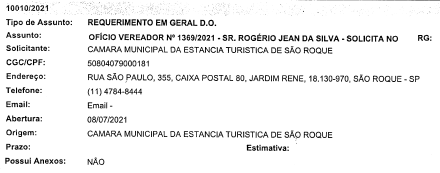 10010/2021
Tipo de Assunto: REQUERIMENTO EM GERAL D.O.
Assunto: OFÍCIO VEREADOR Nº 1369/2021 - SR. ROGÉRIO JEAN DA SILVA - SOLICITA NO RG:
Solicitante: CAMARA MUNICIPAL DA ESTANCIA TURISTICA DE SÃO ROQUE
CGC/CPF: 50804079000181
Endereço: RUA SÃO PAULO, 355, CAIXA POSTAL 80, JARDIM RENE, 18.130-970, SÃO ROQUE - SP
Telefone: (11) 4784-8444
Email: Email -
Abertura: 08/07/2021
Origem: CAMARA MUNICIPAL DA ESTANCIA TURISTICA DE SÃO ROQUE
Prazo: Estimativa:
Possui Anexos: NÃO